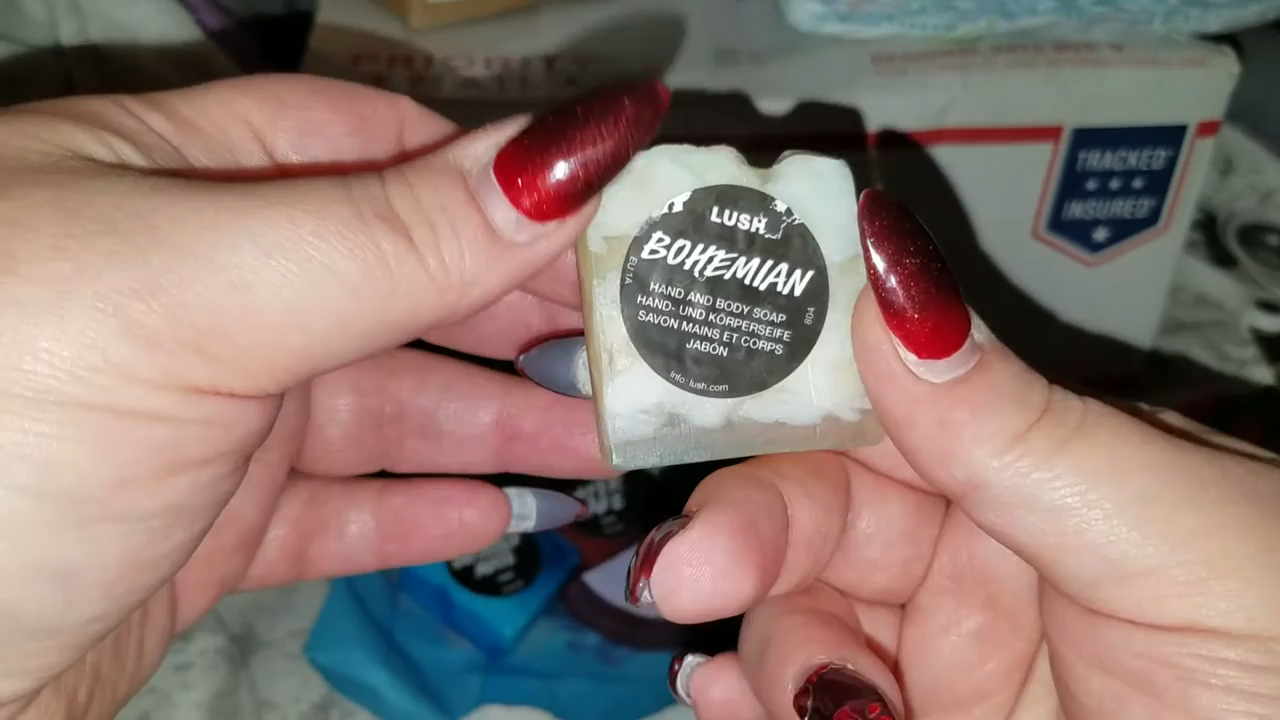 PRIORITY
TRACKED
INSURED
LUSH
BOHEMIAN
HAND AND BODY SOAP
HAND- UND KÖRPERSEIFE
SAVON MAINS ET CORPS
JABÓN
info: lush.com
EU1A
804